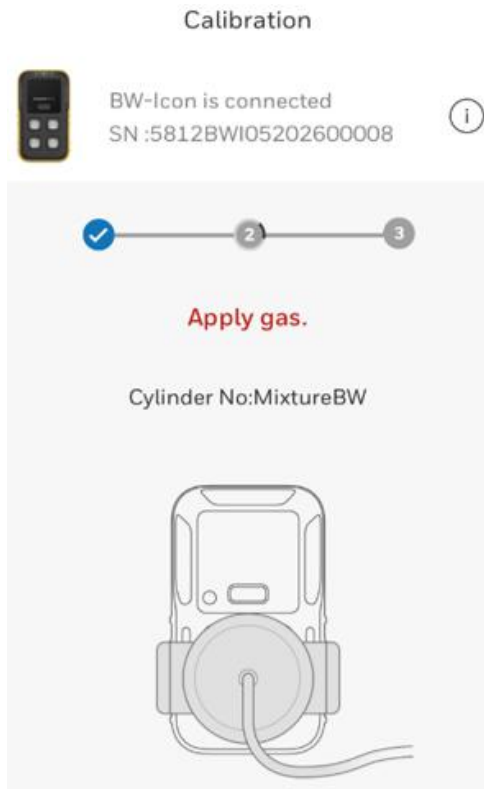 Calibration
BW-Icon is connected
SN :5812BWI05202600008
i
2
3
Apply gas.
Cylinder No:MixtureBW